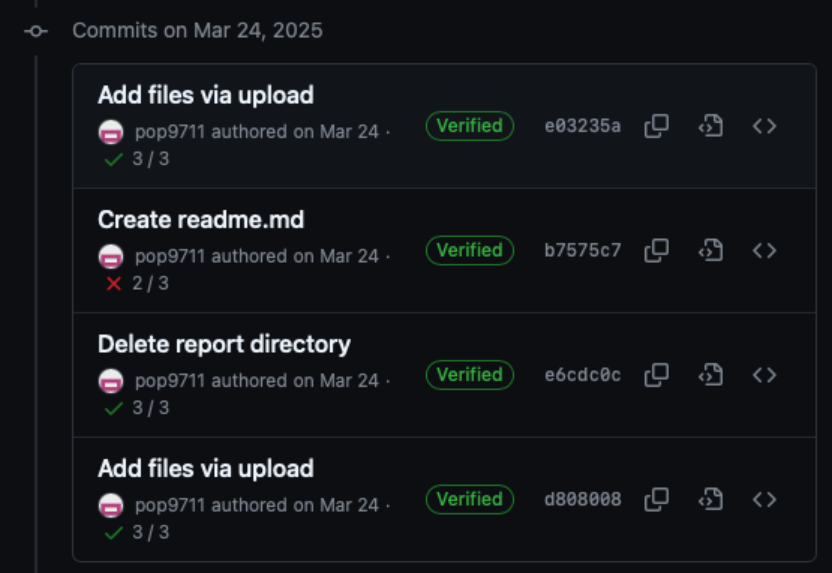 Commits on Mar 24, 2025
Add files via upload
pop9711 authored on Mar 24 ·
3 / 3
Verified
e03235a
Create readme.md
pop9711 authored on Mar 24 ·
2 / 3
Verified
b7575c7
Delete report directory
pop9711 authored on Mar 24 ·
3 / 3
Verified
e6cdc0c
Add files via upload
pop9711 authored on Mar 24 ·
3 / 3
Verified
d808008